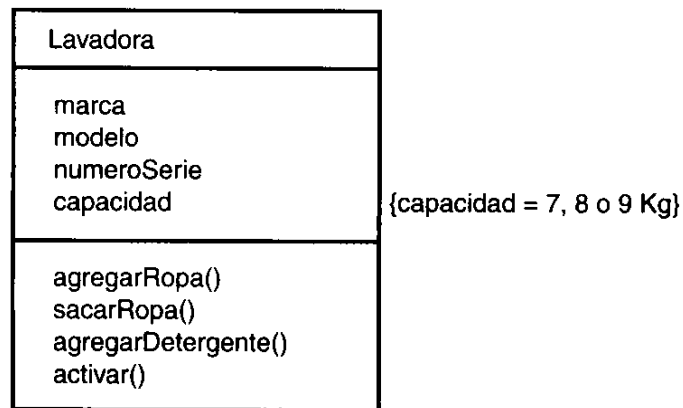 Lavadora
marca
modelo
numeroSerie
capacidad
{capacidad = 7, 8 o 9 Kg}
agregarRopa()
sacarRopa()
agregarDetergente()
activar()